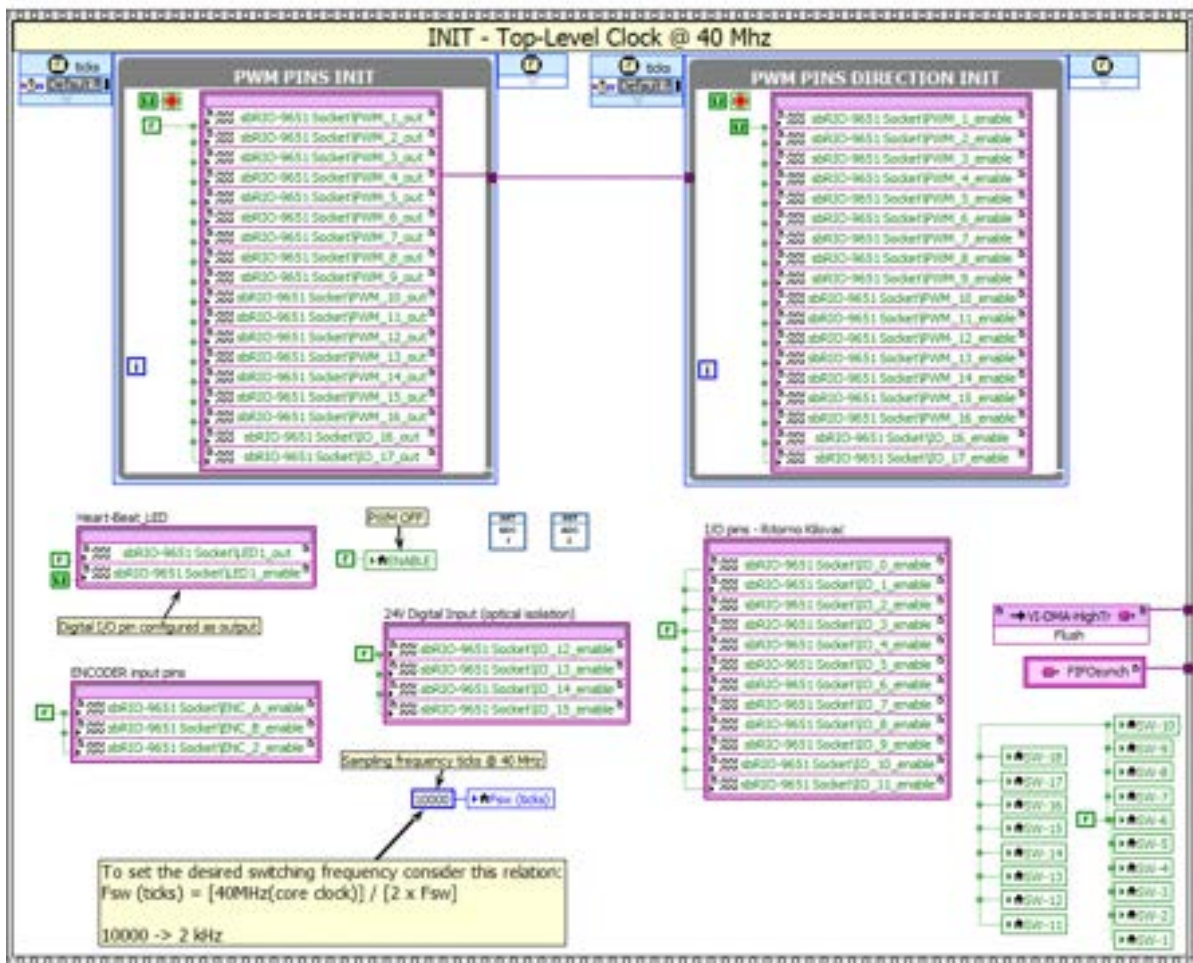 INIT - Top-Level Clock @ 40 Mhz
ticks
Default
PWM PINS INIT
sbRIO-9651 Socket\PWM_1_out
sbRIO-9651 Socket\PWM_2_out
sbRIO-9651 Socket\PWM_3_out
sbRIO-9651 Socket\PWM_4_out
sbRIO-9651 Socket\PWM_5_out
sbRIO-9651 Socket\PWM_6_out
sbRIO-9651 Socket\PWM_7_out
sbRIO-9651 Socket\PWM_8_out
sbRIO-9651 Socket\PWM_9_out
sbRIO-9651 Socket\PWM_10_out
sbRIO-9651 Socket\PWM_11_out
sbRIO-9651 Socket\PWM_12_out
sbRIO-9651 Socket\PWM_13_out
sbRIO-9651 Socket\PWM_14_out
sbRIO-9651 Socket\PWM_15_out
sbRIO-9651 Socket\PWM_16_out
sbRIO-9651 Socket\IO_16_out
sbRIO-9651 Socket\IO_17_out
F
i
ticks
Default
PWM PINS DIRECTION INIT
sbRIO-9651 Socket\PWM_1_enable
sbRIO-9651 Socket\PWM_2_enable
sbRIO-9651 Socket\PWM_3_enable
sbRIO-9651 Socket\PWM_4_enable
sbRIO-9651 Socket\PWM_5_enable
sbRIO-9651 Socket\PWM_6_enable
sbRIO-9651 Socket\PWM_7_enable
sbRIO-9651 Socket\PWM_8_enable
sbRIO-9651 Socket\PWM_9_enable
sbRIO-9651 Socket\PWM_10_enable
sbRIO-9651 Socket\PWM_11_enable
sbRIO-9651 Socket\PWM_12_enable
sbRIO-9651 Socket\PWM_13_enable
sbRIO-9651 Socket\PWM_14_enable
sbRIO-9651 Socket\PWM_15_enable
sbRIO-9651 Socket\PWM_16_enable
sbRIO-9651 Socket\IO_16_enable
sbRIO-9651 Socket\IO_17_enable
i
Heart-Beat_LED
F
sbRIO-9651 Socket\LED1_out
sbRIO-9651 Socket\LED1_enable
Digital I/O pin configured as output
PWM OFF
F
ENABLE
ENCODER input pins
F
sbRIO-9651 Socket\ENC_A_enable
sbRIO-9651 Socket\ENC_B_enable
sbRIO-9651 Socket\ENC_Z_enable
24V Digital Input (optical isolation)
F
sbRIO-9651 Socket\IO_12_enable
sbRIO-9651 Socket\IO_13_enable
sbRIO-9651 Socket\IO_14_enable
sbRIO-9651 Socket\IO_15_enable
Sampling frequency ticks @ 40 MHz
10000
Fsw (ticks)
To set the desired switching frequency consider this relation:
Fsw (ticks) = [40MHz(core clock)] / [2 x Fsw]
10000 -> 2 kHz
I/O pins - Ritorno Kilovac
F
sbRIO-9651 Socket\IO_0_enable
sbRIO-9651 Socket\IO_1_enable
sbRIO-9651 Socket\IO_2_enable
sbRIO-9651 Socket\IO_3_enable
sbRIO-9651 Socket\IO_4_enable
sbRIO-9651 Socket\IO_5_enable
sbRIO-9651 Socket\IO_6_enable
sbRIO-9651 Socket\IO_7_enable
sbRIO-9651 Socket\IO_8_enable
sbRIO-9651 Socket\IO_9_enable
sbRIO-9651 Socket\IO_10_enable
sbRIO-9651 Socket\IO_11_enable
VI-DMA-HighTr
Flush
SW-18
SW-17
SW-16
SW-15
SW-14
SW-13
SW-12
SW-11
F
SW-10
SW-9
SW-8
SW-7
SW-6
SW-5
SW-4
SW-3
SW-2
SW-1